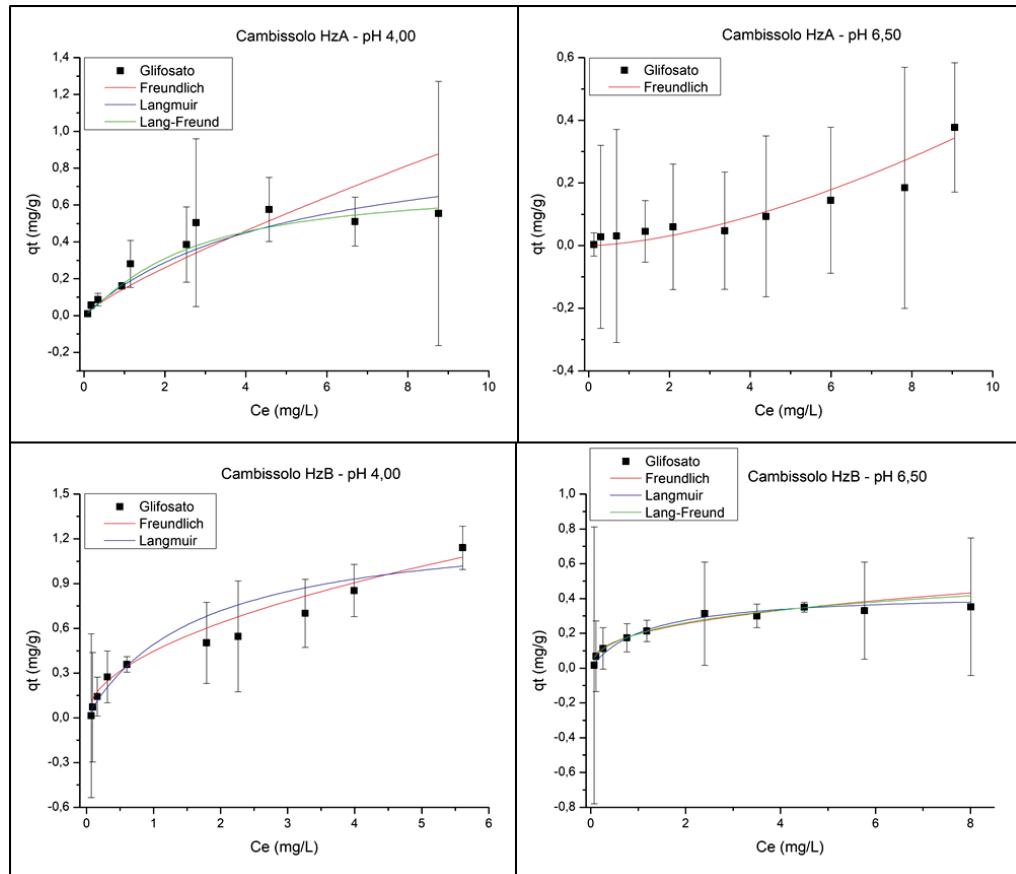 Cambissolo HzA - pH 4,00
Glifosato
Freundlich
Langmuir
Lang-Freund
1,4
1,2
1,0
0,8
0,6
0,4
0,2
0,0
-0,2
qt (mg/g)
0
2
4
6
8
10
Ce (mg/L)
Cambissolo HzA - pH 6,50
Glifosato
Freundlich
0,6
0,4
0,2
0,0
-0,2
-0,4
qt (mg/g)
0
2
4
6
8
10
Ce (mg/L)
Cambissolo HzB - pH 4,00
Glifosato
Freundlich
Langmuir
1,5
1,2
0,9
0,6
0,3
0,0
-0,3
-0,6
qt (mg/g)
0
1
2
3
4
5
6
Ce (mg/L)
Cambissolo HzB - pH 6,50
Glifosato
Freundlich
Langmuir
Lang-Freund
1,0
0,8
0,6
0,4
0,2
0,0
-0,2
-0,4
-0,6
-0,8
qt (mg/g)
0
2
4
6
8
Ce (mg/L)